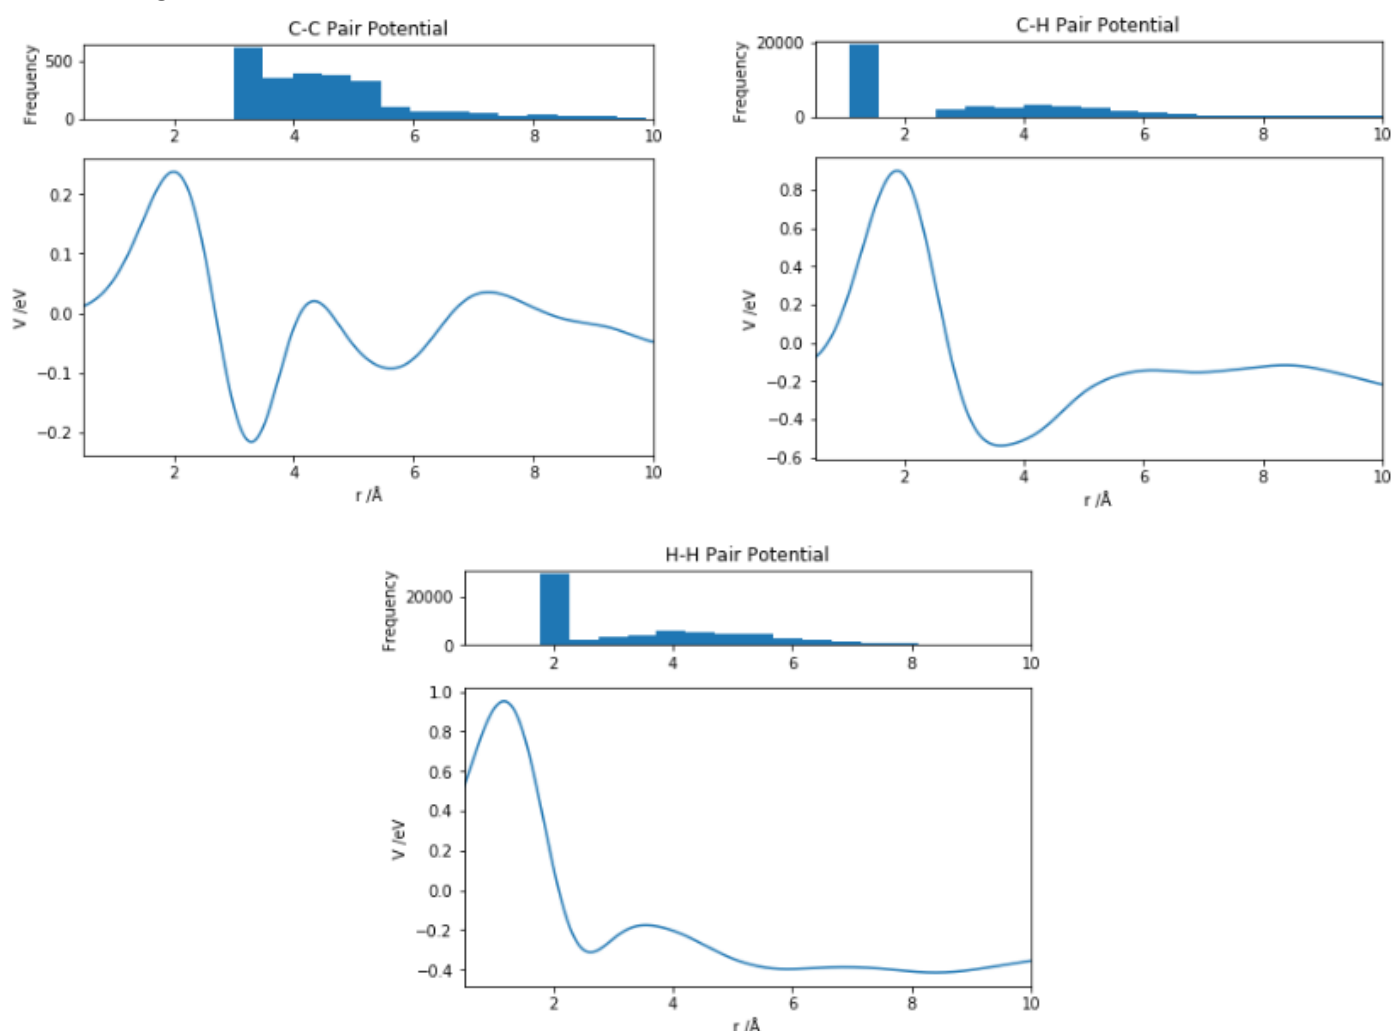 C-C Pair Potential
Frequency
500
0
2 4 6 8 10
V /eV
0.2
0.1
0.0
−0.1
−0.2
2 4 6 8 10
r /Å
C-H Pair Potential
Frequency
20000
0
2 4 6 8 10
V /eV
0.8
0.6
0.4
0.2
0.0
−0.2
−0.4
−0.6
2 4 6 8 10
r /Å
H-H Pair Potential
Frequency
20000
0
2 4 6 8 10
V /eV
1.0
0.8
0.6
0.4
0.2
0.0
−0.2
−0.4
2 4 6 8 10
r /Å